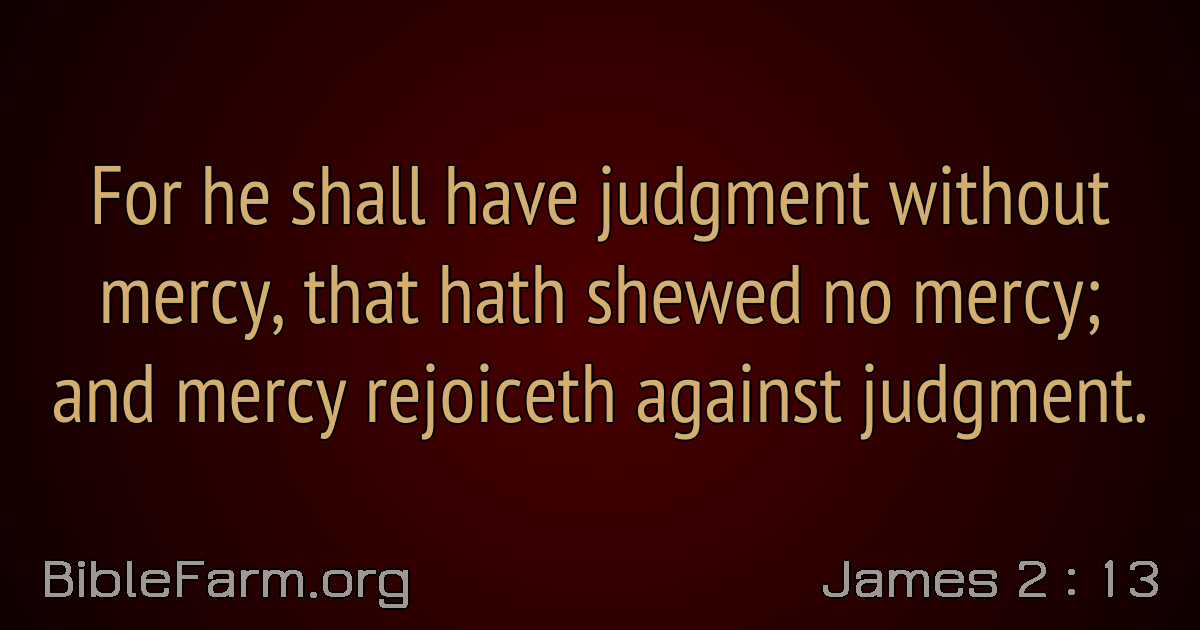 For he shall have judgment without
mercy, that hath shewed no mercy;
and mercy rejoiceth against judgment.
BibleFarm.org
James 2 : 13